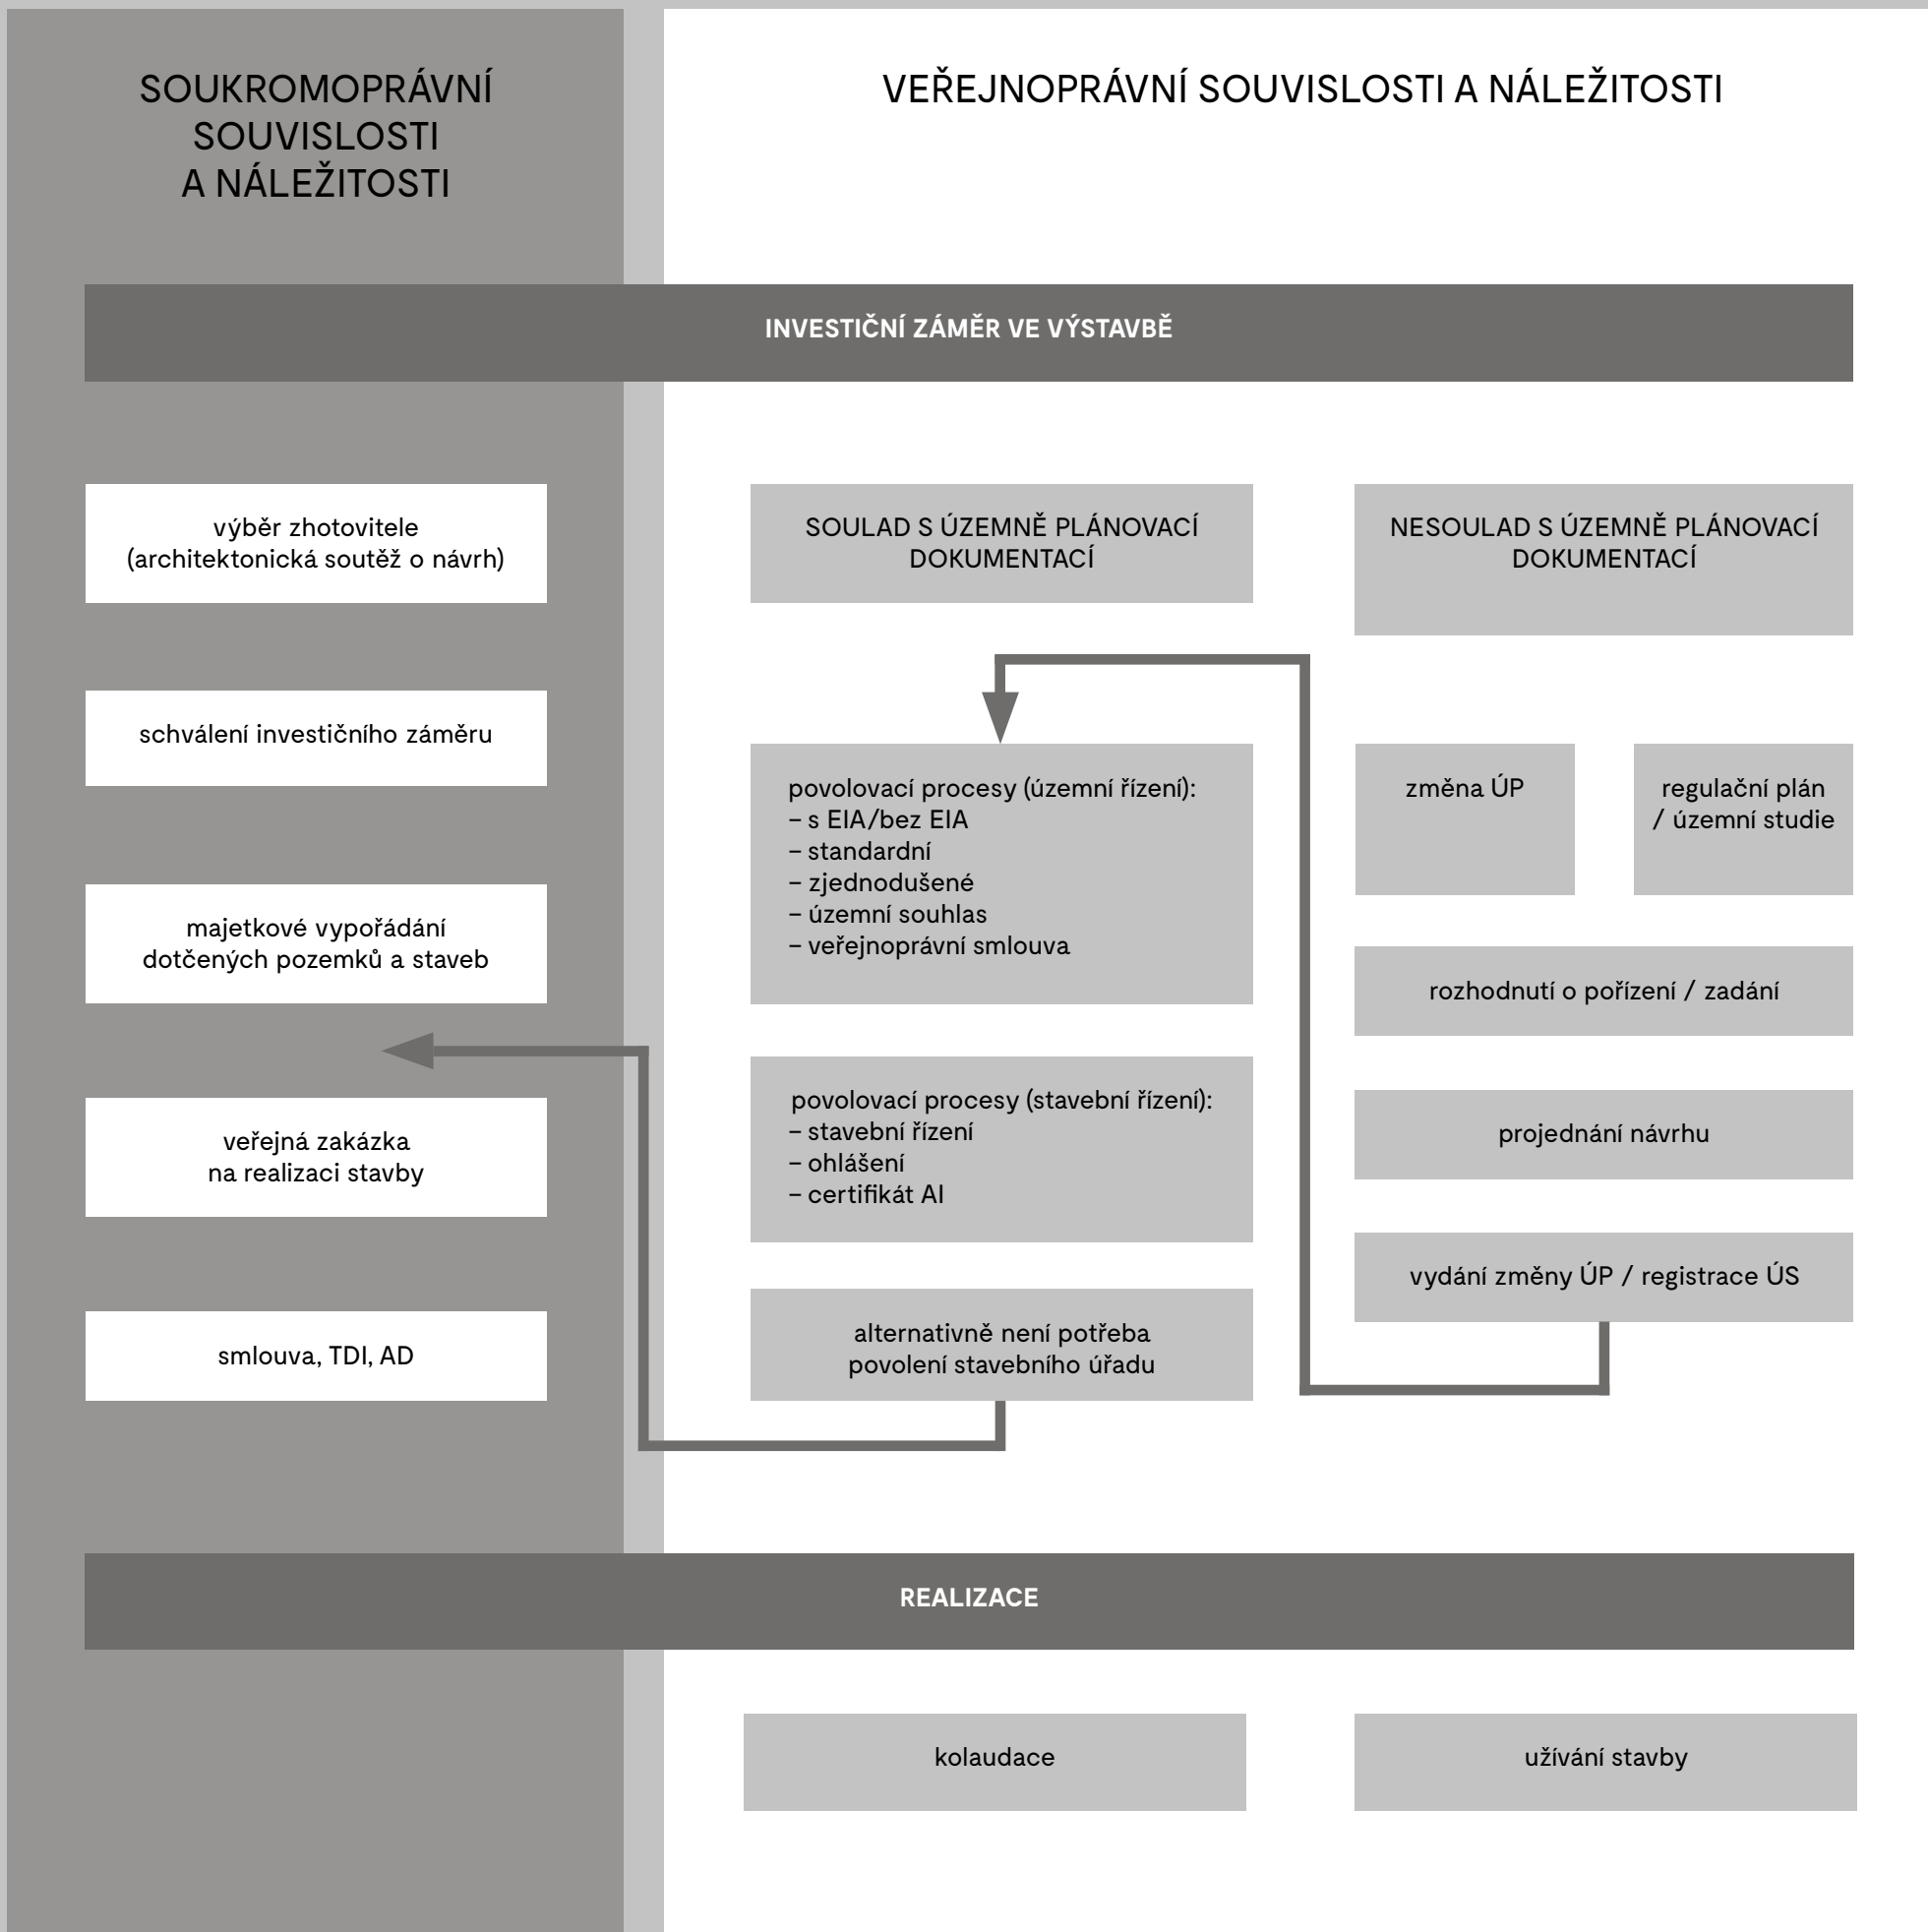 SOUKROMOPRÁVNÍ
SOUVISLOSTI
A NÁLEŽITOSTI
VEŘEJNOPRÁVNÍ SOUVISLOSTI A NÁLEŽITOSTI
INVESTIČNÍ ZÁMĚR VE VÝSTAVBĚ
výběr zhotovitele
(architektonická soutěž o návrh)
schválení investičního záměru
majetkové vypořádání
dotčených pozemků a staveb
veřejná zakázka
na realizaci stavby
smlouva, TDI, AD
SOULAD S ÚZEMNĚ PLÁNOVACÍ
DOKUMENTACÍ
povolovací procesy (územní řízení):
– s EIA/bez EIA
– standardní
– zjednodušené
– územní souhlas
– veřejnoprávní smlouva
povolovací procesy (stavební řízení):
– stavební řízení
– ohlášení
– certifikát AI
alternativně není potřeba
povolení stavebního úřadu
NESOULAD S ÚZEMNĚ PLÁNOVACÍ
DOKUMENTACÍ
změna ÚP
regulační plán
/ územní studie
rozhodnutí o pořízení / zadání
projednání návrhu
vydání změny ÚP / registrace ÚS
REALIZACE
kolaudace
užívání stavby